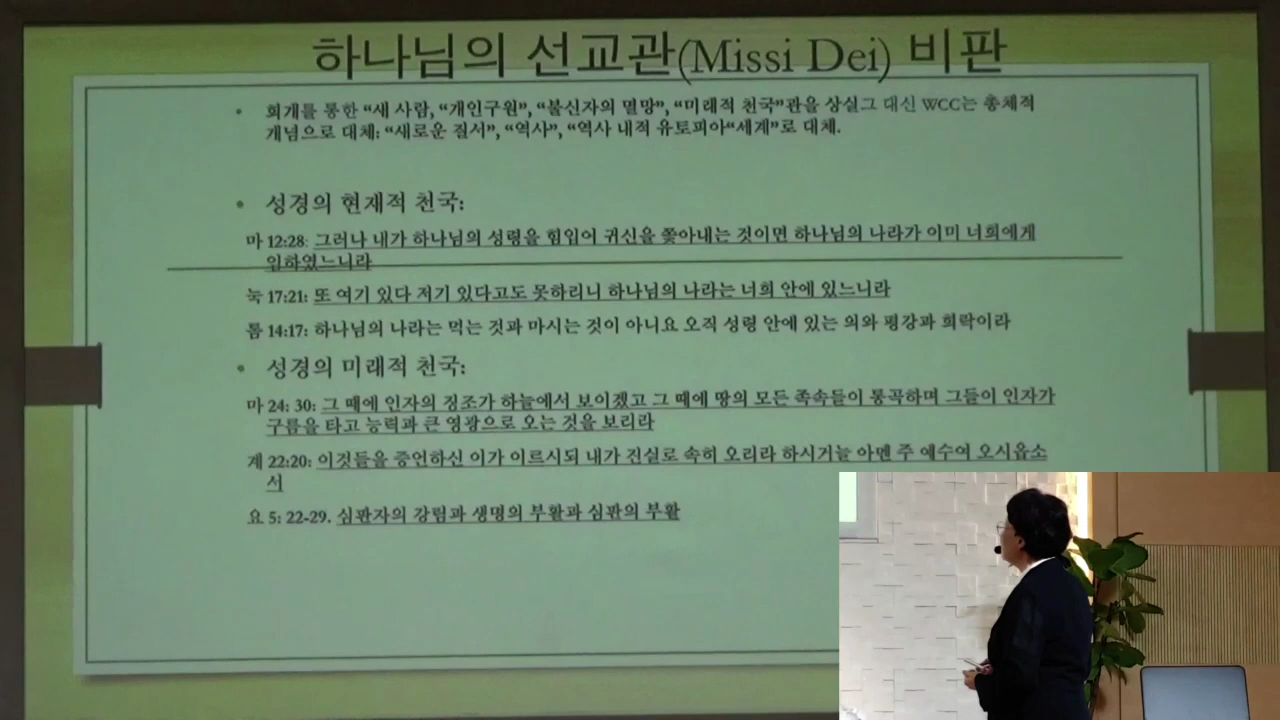 하나님의 선교관(Missi Dei) 비판
• 회개를 통한 “새 사람, “개인구원”, “불신자의 멸망”, “미래적 천국”관을 상실그 대신 WCC는 총체적
개념으로 대체: “새로운 질서”, “역사”, “역사 내적 유토피아“세계”로 대체.
• 성경의 현재적 천국:
마 12:28: 그러나 내가 하나님의 성령을 힘입어 귀신을 쫓아내는 것이면 하나님의 나라가 이미 너희에게
임하였느니라
눅 17:21: 또 여기 있다 저기 있다고도 못하리니 하나님의 나라는 너희 안에 있느니라
롬 14:17: 하나님의 나라는 먹는 것과 마시는 것이 아니요 오직 성령 안에 있는 의와 평강과 희락이라
• 성경의 미래적 천국:
마 24: 30: 그 때에 인자의 징조가 하늘에서 보이겠고 그 때에 땅의 모든 족속들이 통곡하며 그들이 인자가
구름을 타고 능력과 큰 영광으로 오는 것을 보리라
계 22:20: 이것들을 증언하신 이가 이르시되 내가 진실로 속히 오리라 하시거늘 아멘 주 예수여 오시옵소
서
요 5: 22-29. 심판자의 강림과 생명의 부활과 심판의 부활